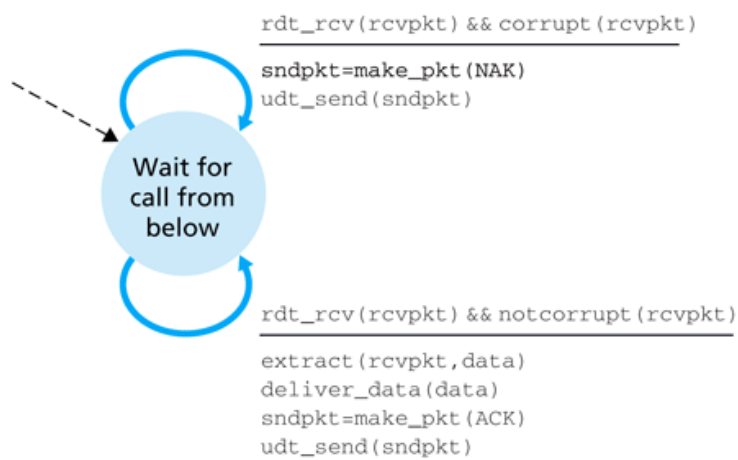 rdt_rcv(rcvpkt) && corrupt(rcvpkt)
sndpkt=make_pkt(NAK)
udt_send(sndpkt)
Wait for
call from
below
rdt_rcv(rcvpkt) && notcorrupt(rcvpkt)
extract(rcvpkt,data)
deliver_data(data)
sndpkt=make_pkt(ACK)
udt_send(sndpkt)